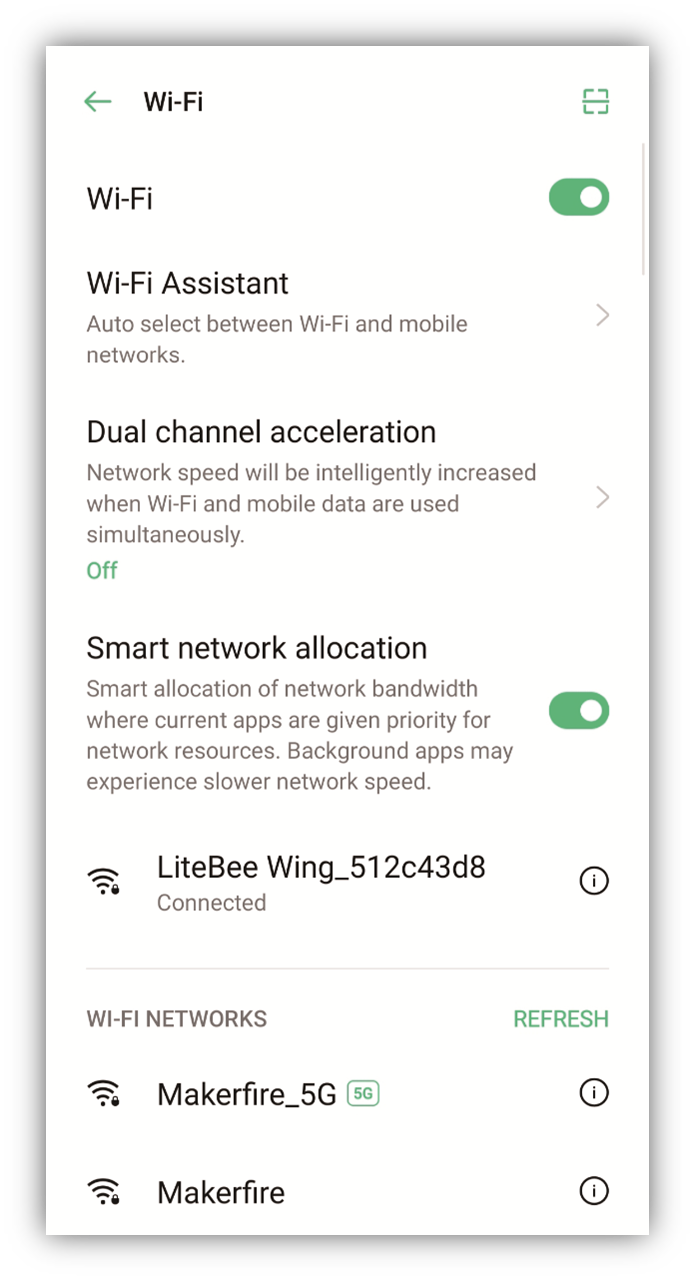 Wi-Fi
Wi-Fi
Wi-Fi Assistant
Auto select between Wi-Fi and mobile
networks.
Dual channel acceleration
Network speed will be intelligently increased
when Wi-Fi and mobile data are used
simultaneously.
Off
Smart network allocation
Smart allocation of network bandwidth
where current apps are given priority for
network resources. Background apps may
experience slower network speed.
LiteBee Wing_512c43d8
Connected
WI-FI NETWORKS REFRESH
Makerfire_5G 5G
Makerfire